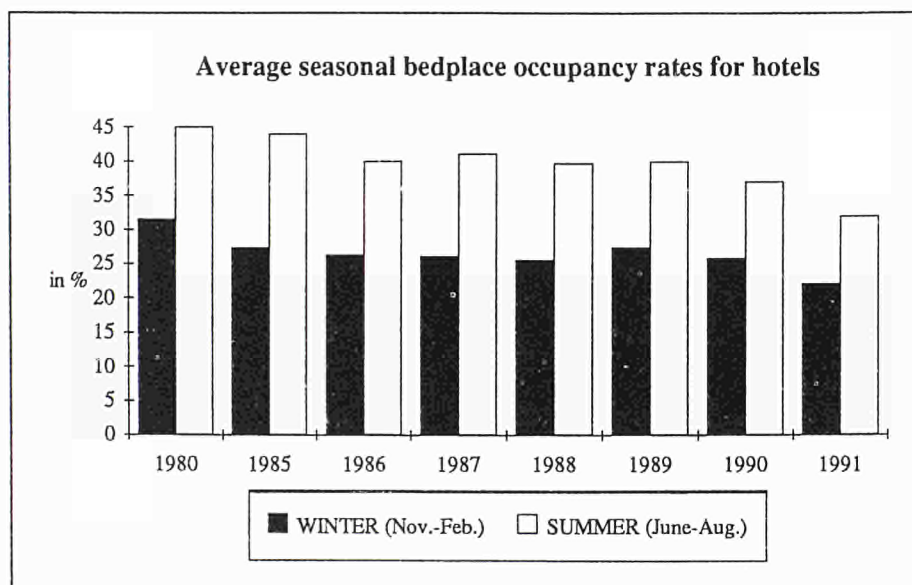 Average seasonal bedplace occupancy rates for hotels
45
40
35
30
in % 25
20
15
10
5
0
1980 1985 1986 1987 1988 1989 1990 1991
WINTER (Nov.-Feb.) SUMMER (June-Aug.)